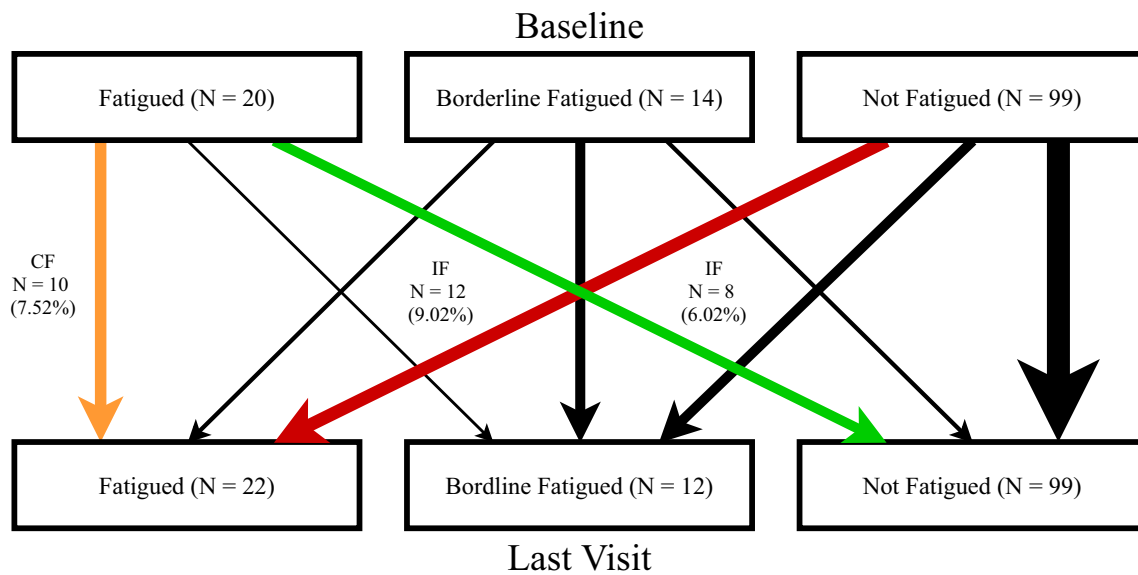 Baseline
Fatigued (N = 20)
Borderline Fatigued (N = 14)
Not Fatigued (N = 99)
CF
N = 10
(7.52%)
IF
N = 12
(9.02%)
IF
N = 8
(6.02%)
Fatigued (N = 22)
Bordline Fatigued (N = 12)
Not Fatigued (N = 99)
Last Visit